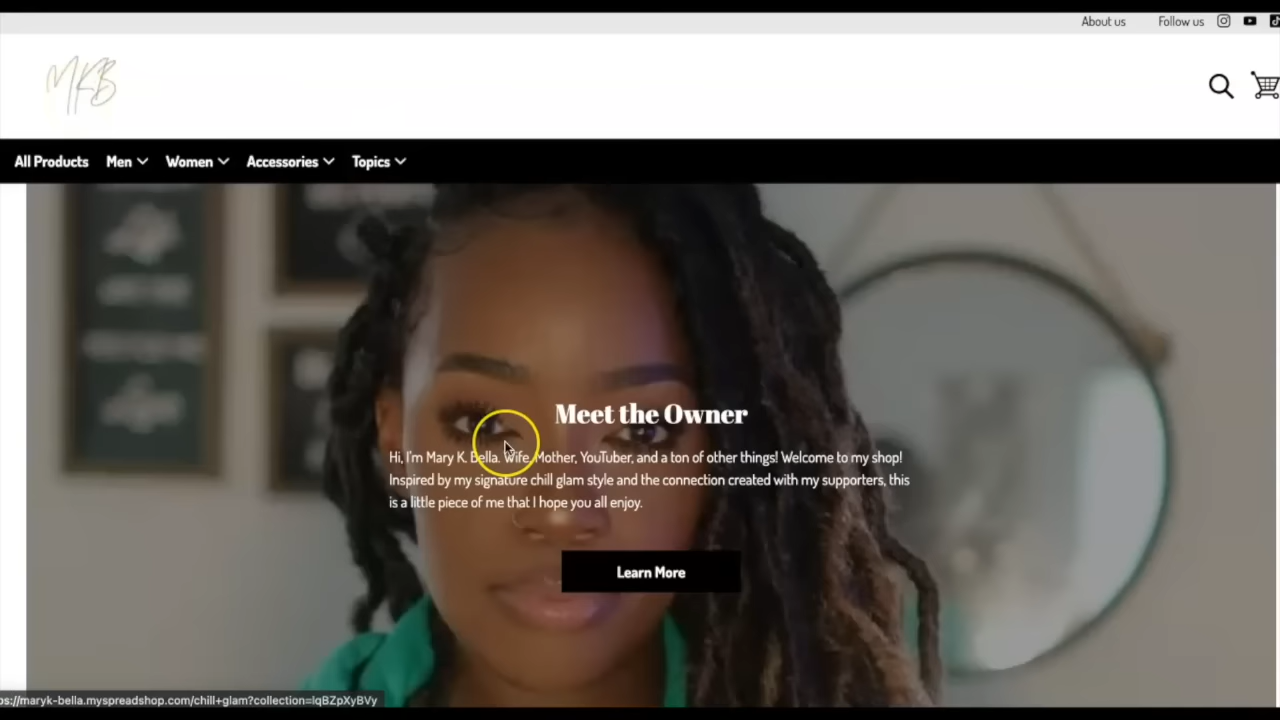 About us Follow us
MKB
All Products Men Women Accessories Topics
Meet the Owner
Hi, I'm Mary K. Bella. Wife, Mother, YouTuber, and a ton of other things! Welcome to my shop!
Inspired by my signature chill glam style and the connection created with my supporters, this
is a little piece of me that I hope you all enjoy.
Learn More
ps://maryk-bella.myspreadshop.com/chill+glam?collection=lqBZpXyBVy